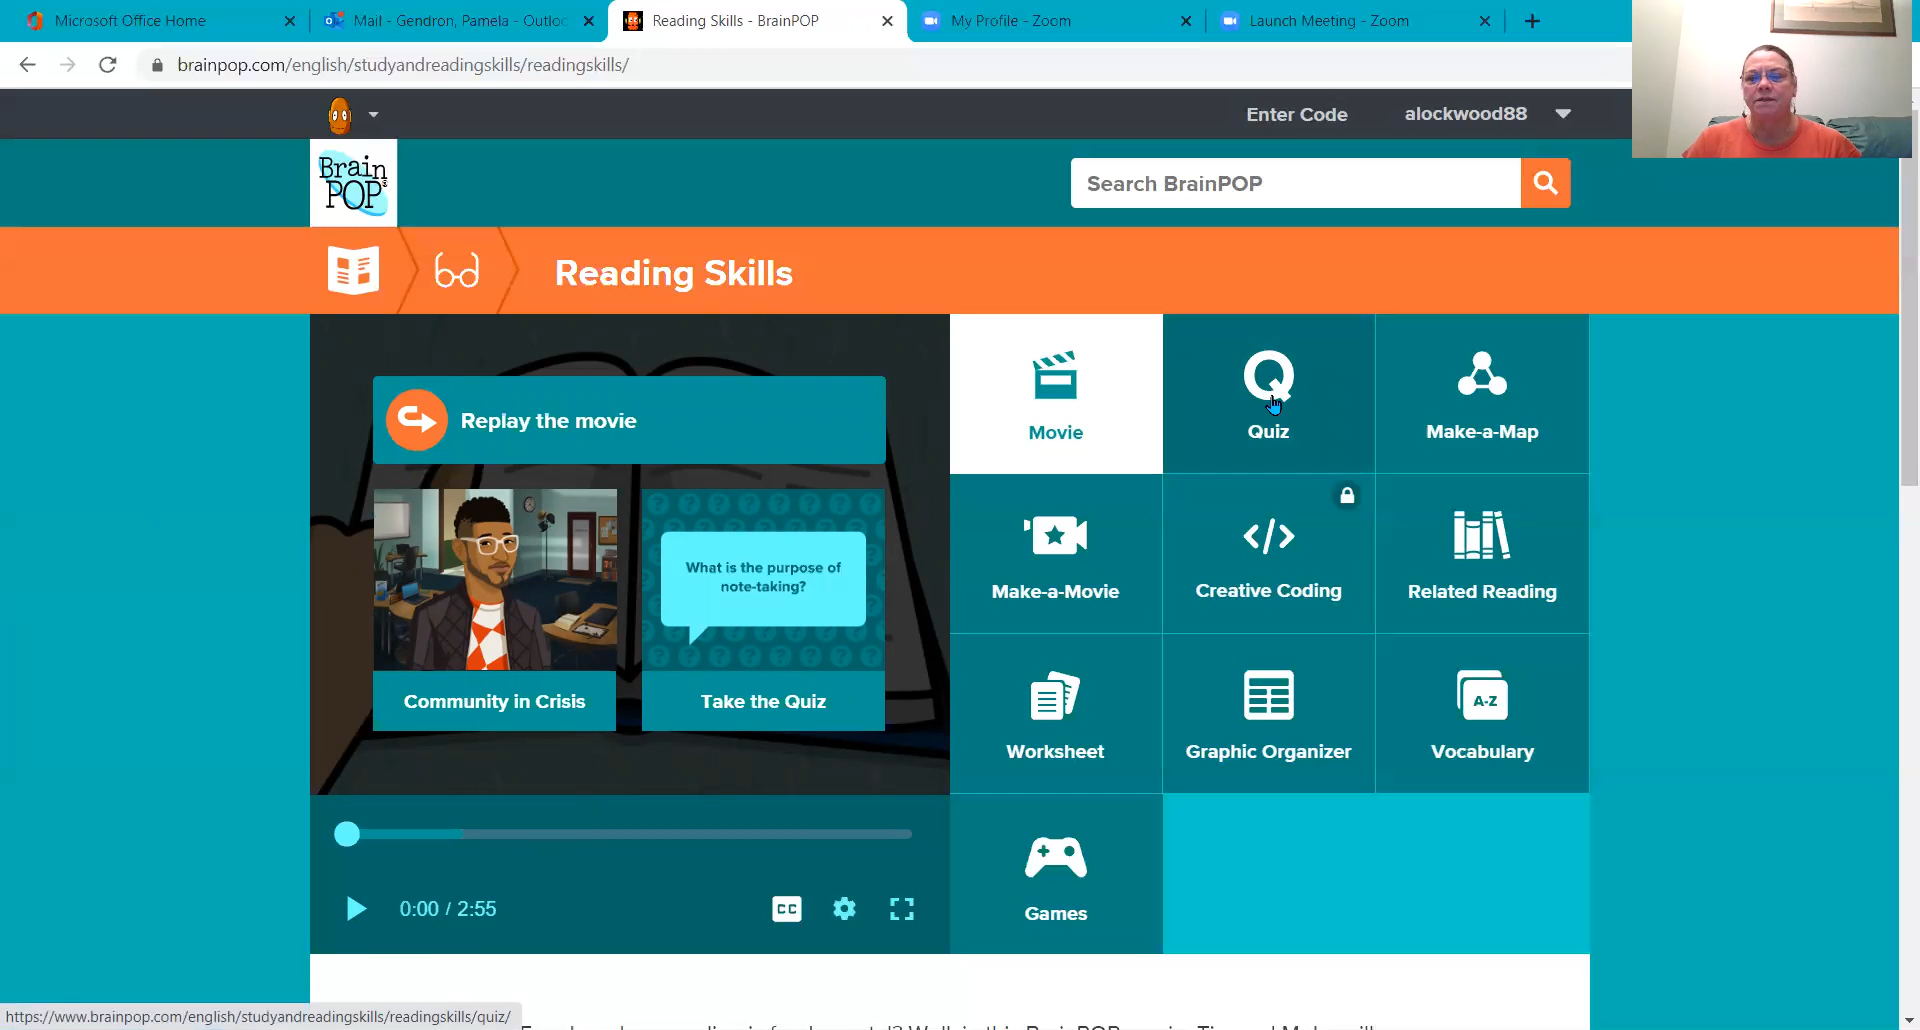 Microsoft Office Home
Mail - Gendron, Pamela - Outloo
Reading Skills - BrainPOP
My Profile - Zoom
Launch Meeting - Zoom
brainpop.com/english/studyandreadingskills/readingskills/
Enter Code
alockwood88
Brain
POP
Search BrainPOP
Reading Skills
Replay the movie
Community in Crisis
What is the purpose of
note-taking?
Take the Quiz
0:00 / 2:55
CC
Movie
Q
Quiz
Make-a-Map
Make-a-Movie
</>
Creative Coding
Related Reading
Worksheet
Graphic Organizer
A-Z
Vocabulary
Games
https://www.brainpop.com/english/studyandreadingskills/readingskills/quiz/